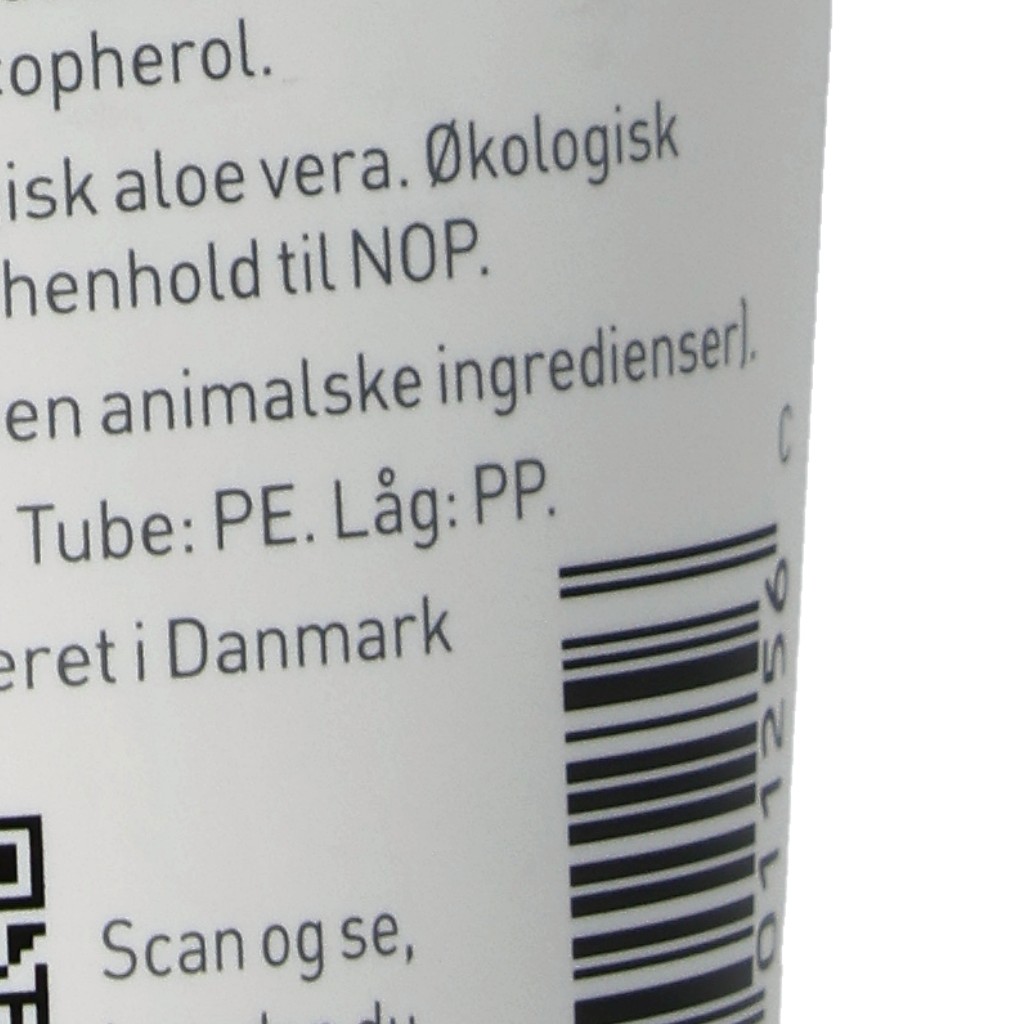 copherol.
isk aloe vera. Økologisk
henhold til NOP.
en animalske ingredienser).
C
Tube: PE. Låg: PP.
eret i Danmark
011256
Scan og se,